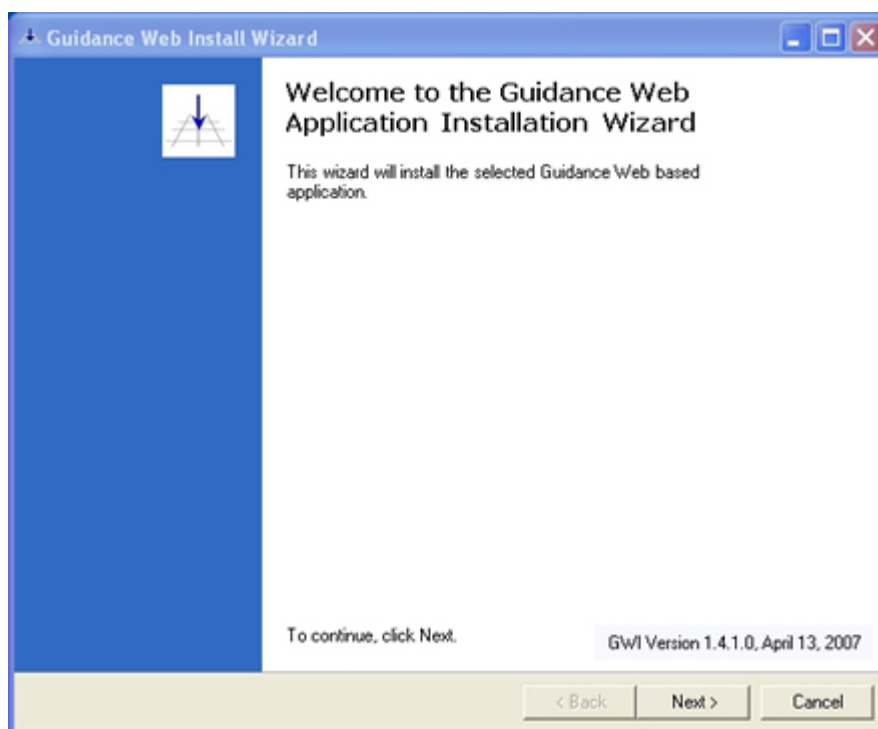 Guidance Web Install Wizard
Welcome to the Guidance Web
Application Installation Wizard
This wizard will install the selected Guidance Web based
application.
To continue, click Next.
GWI Version 1.4.1.0, April 13, 2007
< Back
Next >
Cancel